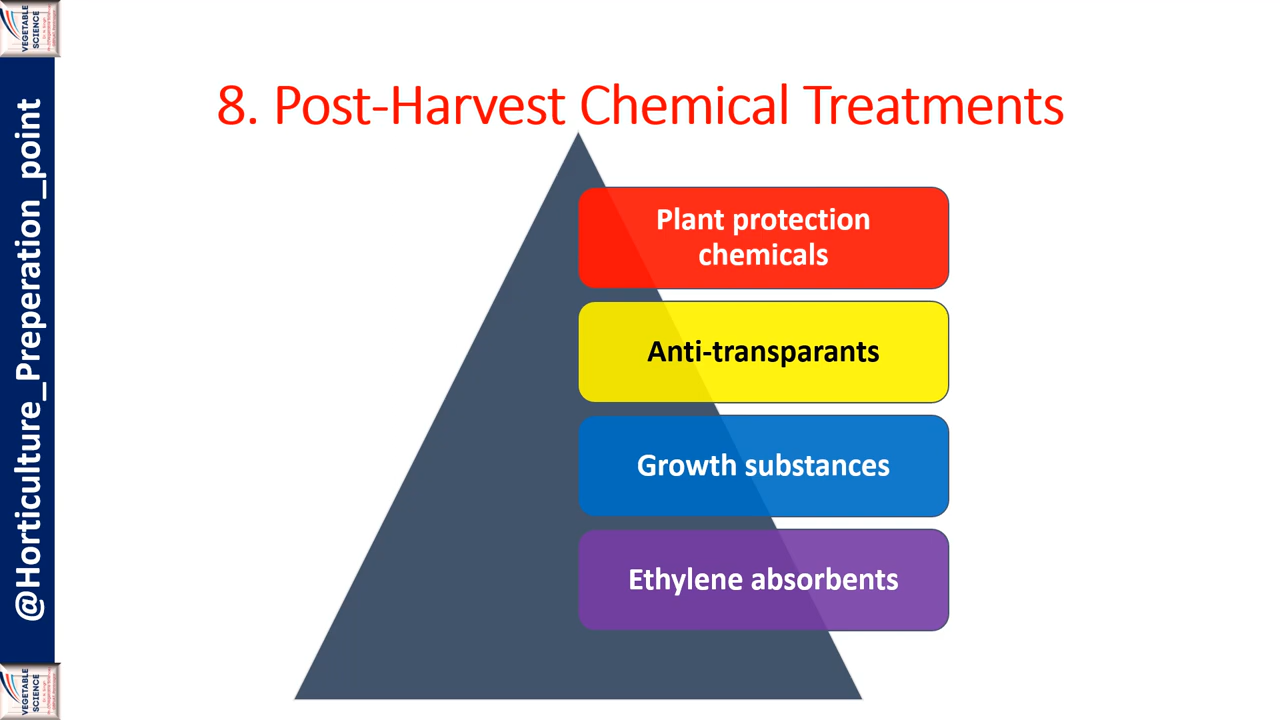 8. Post-Harvest Chemical Treatments
Plant protection
chemicals
Anti-transparants
Growth substances
Ethylene absorbents
@Horticulture_Preperation_point
VEGETABLE
SCIENCE
VEGETABLE
SCIENCE